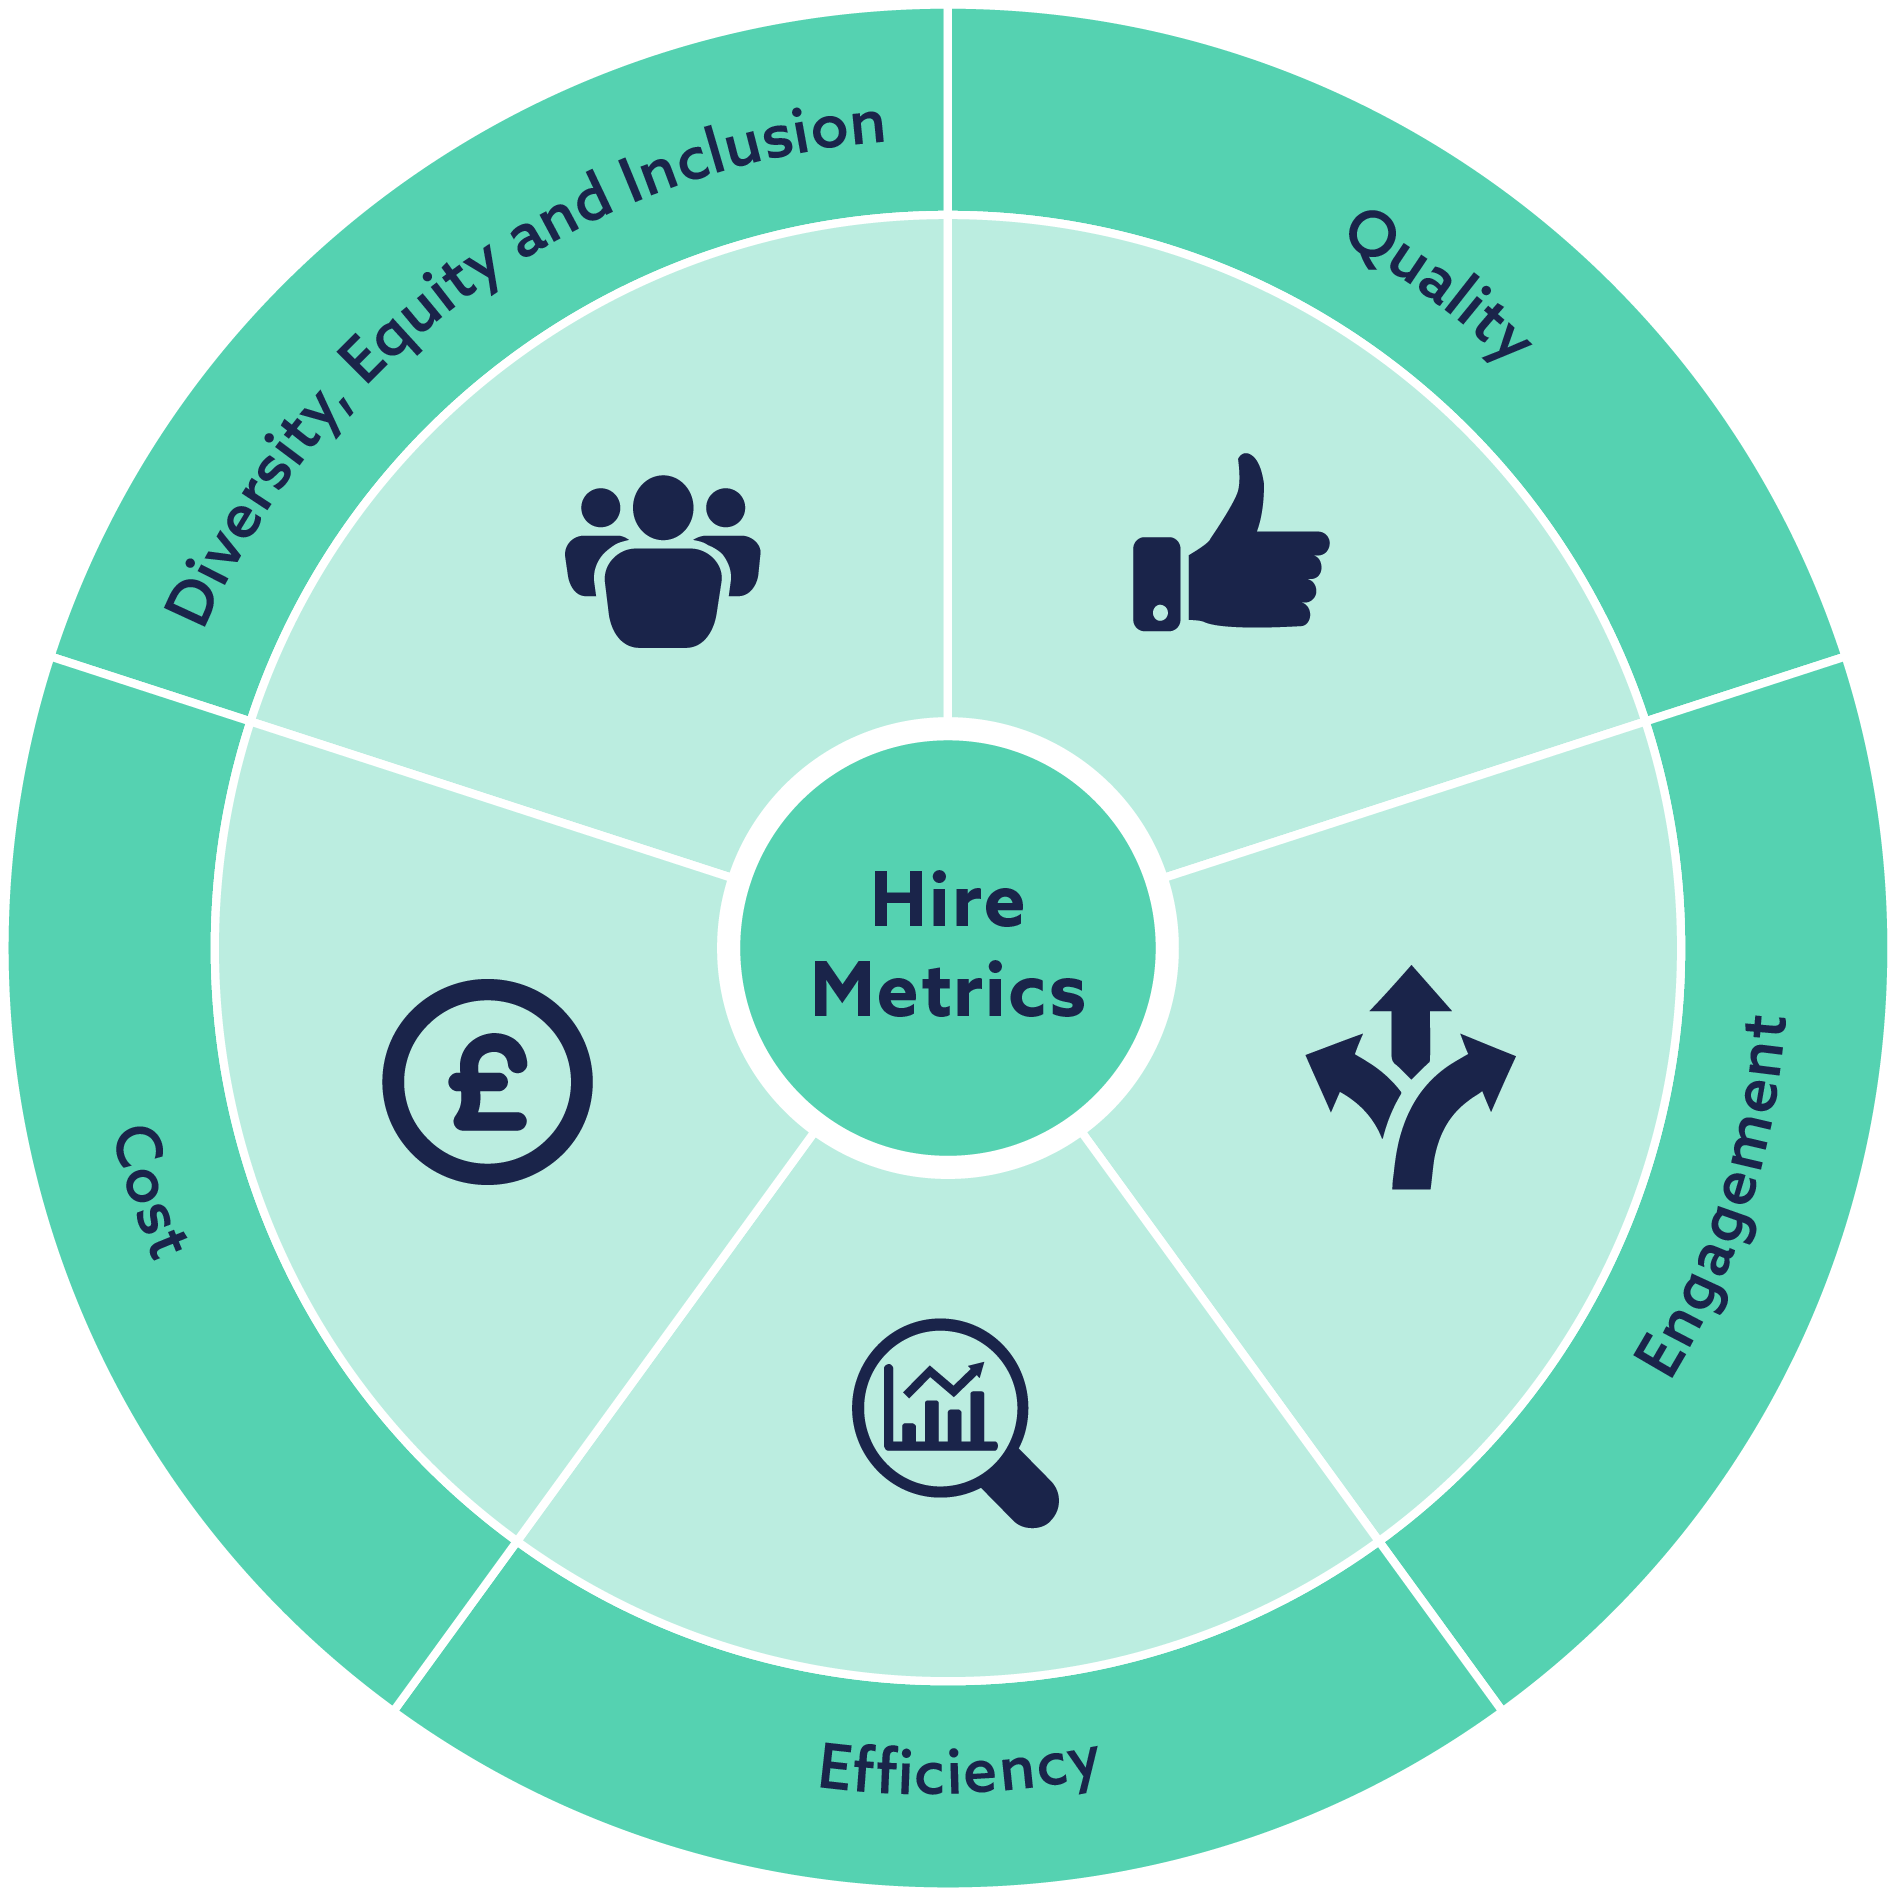 Diversity, Equity and Inclusion
Quality
Hire
Metrics
Engagement
Cost
Efficiency
£